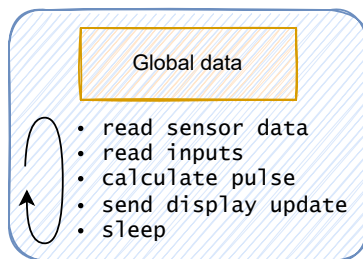 Global data
• read sensor data
• read inputs
• calculate pulse
• send display update
• sleep